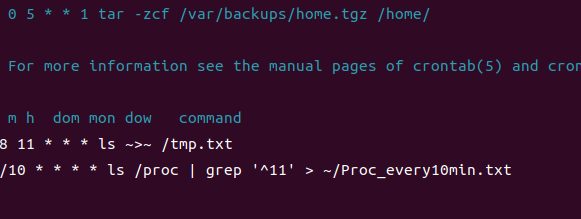 0 5 * * 1 tar -zcf /var/backups/home.tgz /home/
For more information see the manual pages of crontab(5) and
m h  dom mon dow   command
8 11 * * * ls ~>~ /tmp.txt
/10 * * * * ls /proc | grep '^11' > ~/Proc_every10min.txt